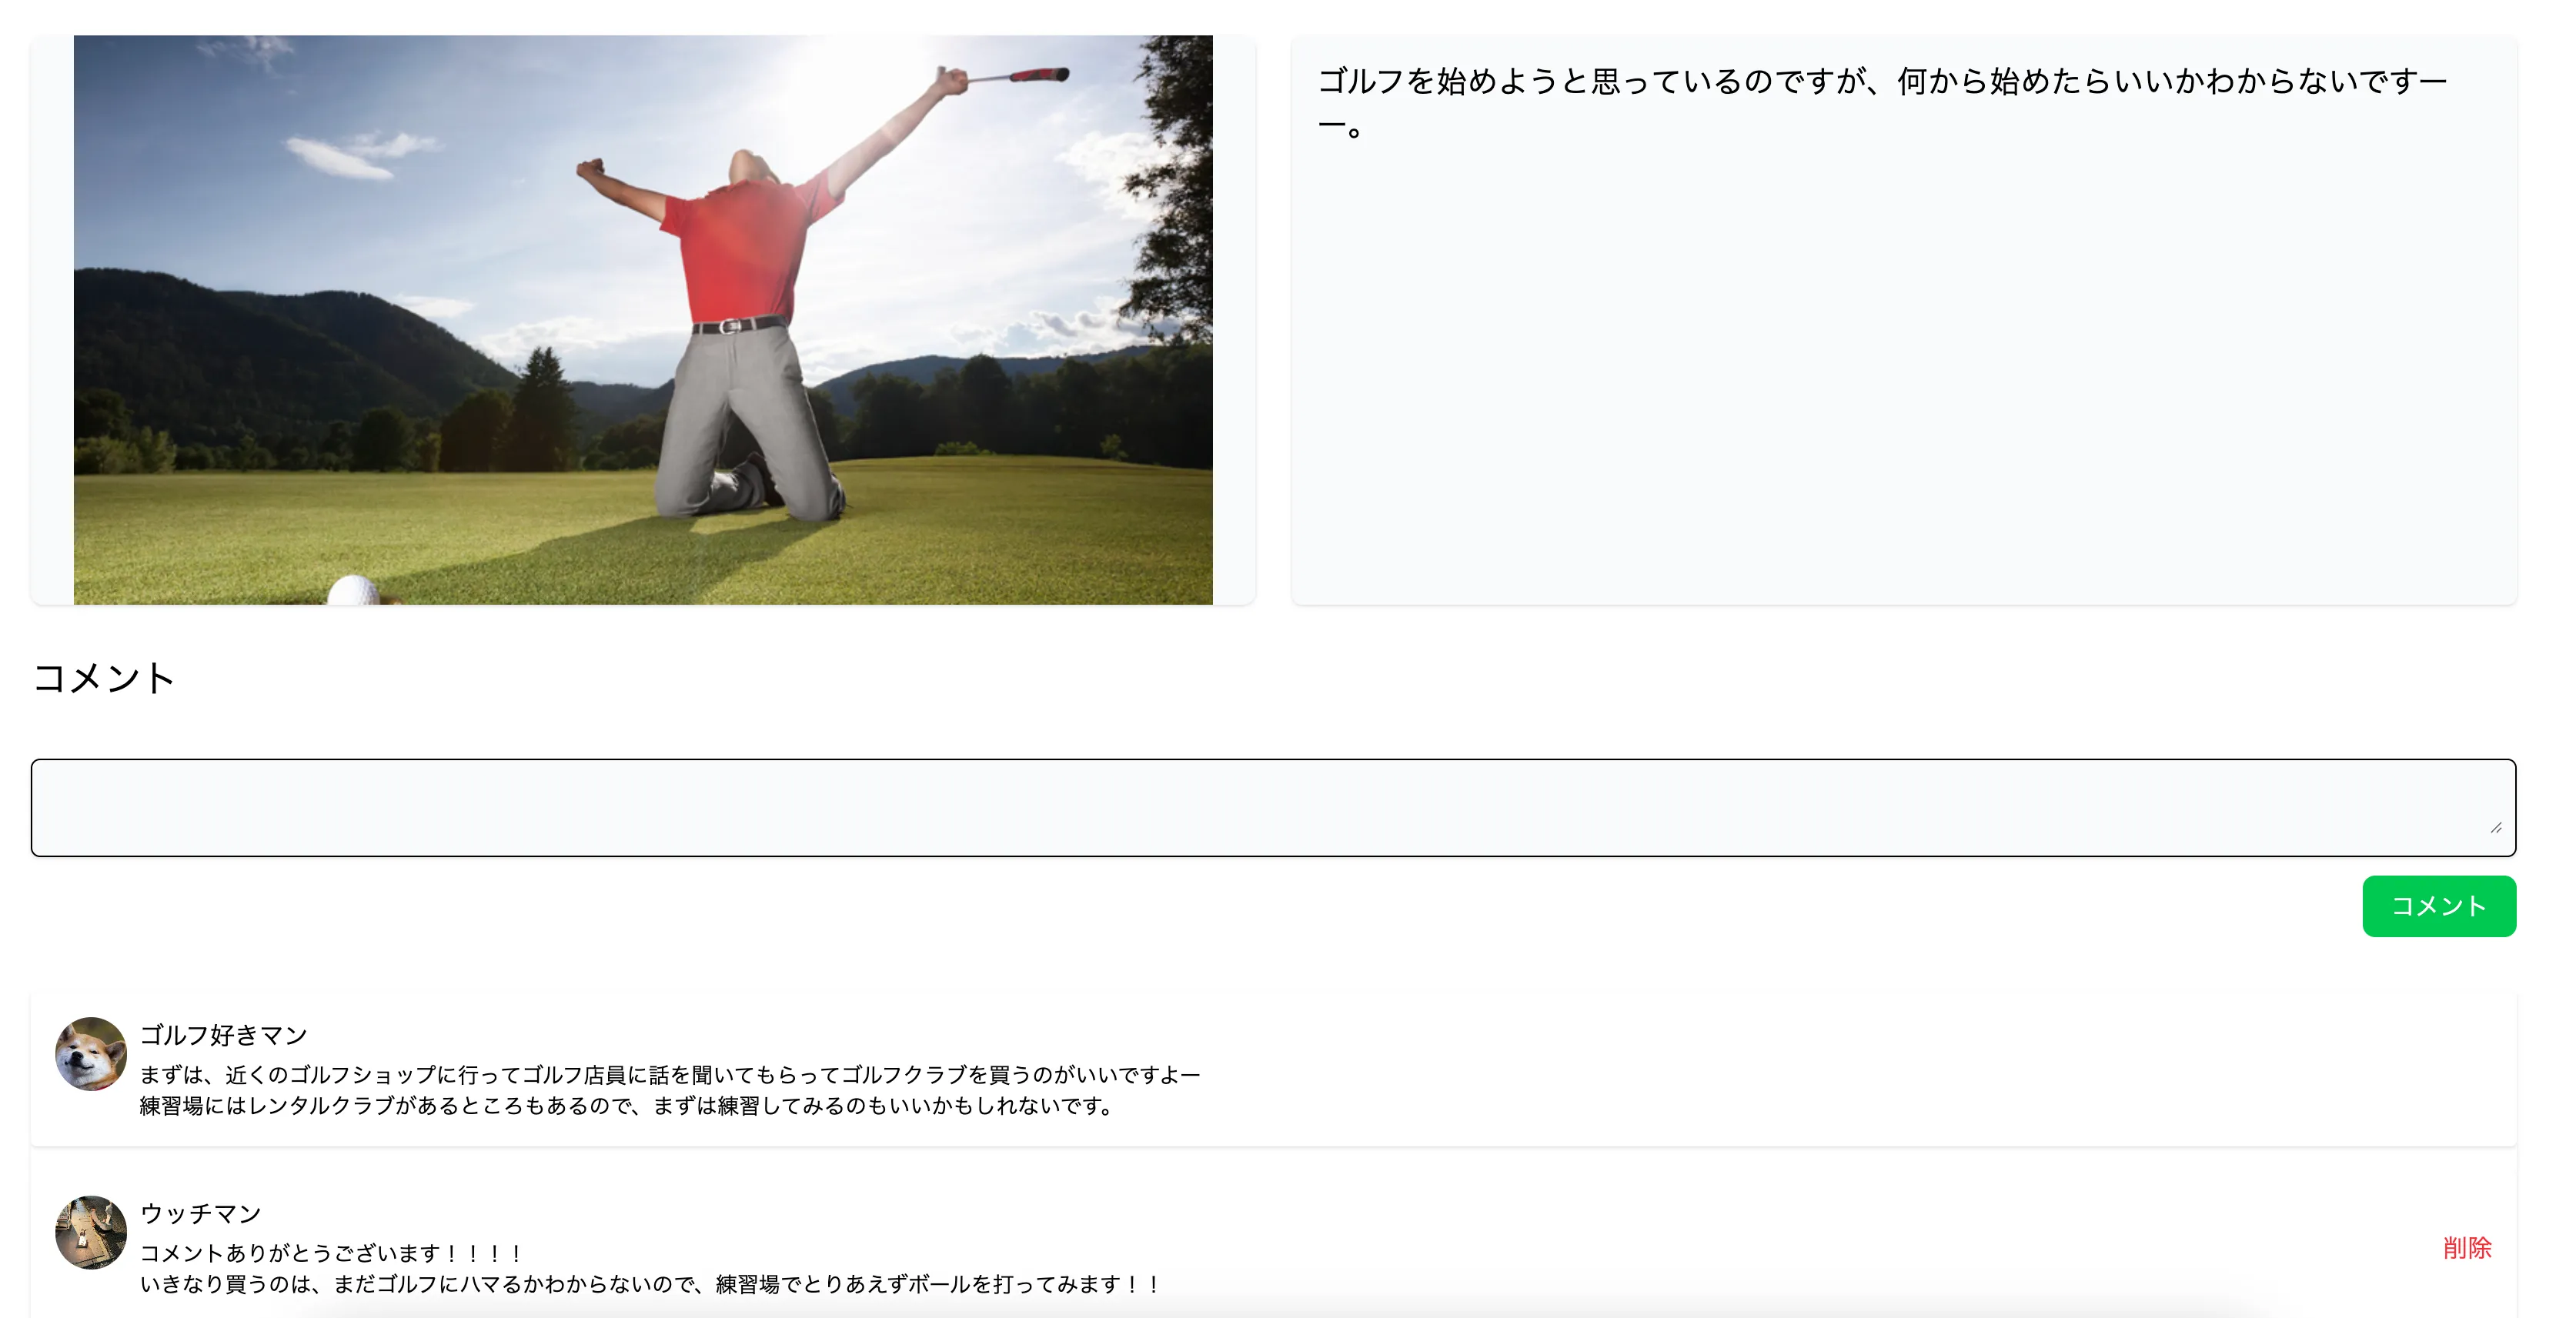 ゴルフを始めようと思っているのですが、何から始めたらいいかわからないですー
ー。
コメント
コメント
ゴルフ好きマン
まずは、近くのゴルフショップに行ってゴルフ店員に話を聞いてもらってゴルフクラブを買うのがいいですよー
練習場にはレンタルクラブがあるところもあるので、まずは練習してみるのもいいかもしれないです。
ウッチマン
コメントありがとうございます！！！！
いきなり買うのは、まだゴルフにハマるかわからないので、練習場でとりあえずボールを打ってみます！！
削除